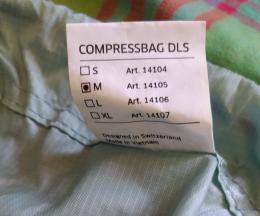 COMPRESSBAG DLS
S Art. 14104
M Art. 14105
L Art. 14106
XL Art. 14107
Designed in Switzerland
Made in Vietnam